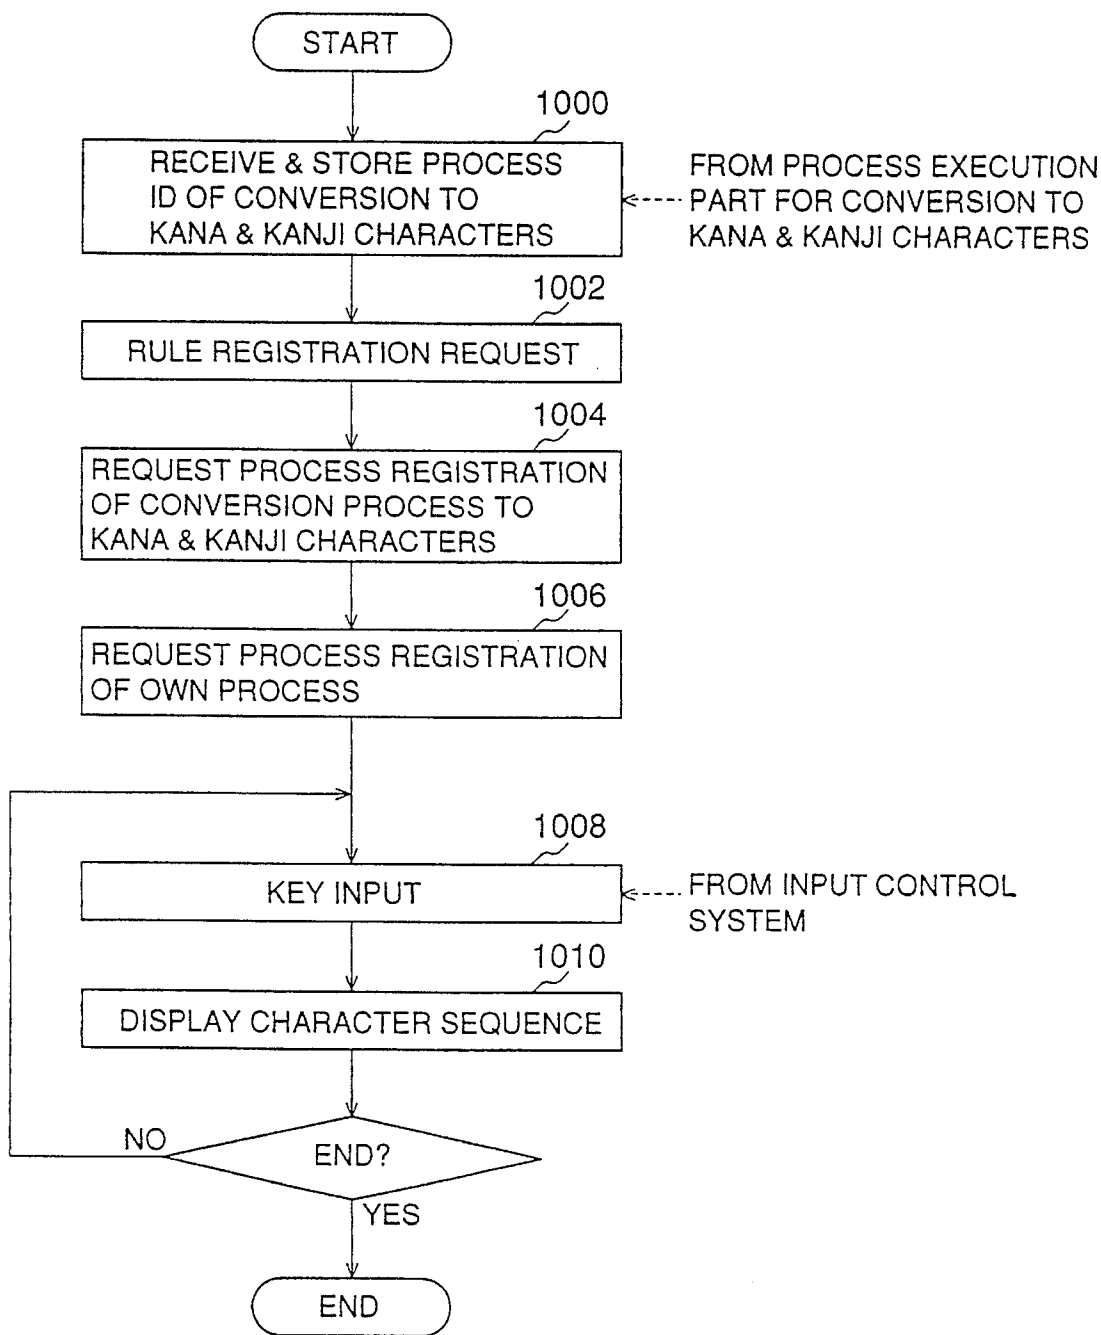 START
1000
RECEIVE & STORE PROCESS
ID OF CONVERSION TO
KANA & KANJI CHARACTERS
FROM PROCESS EXECUTION
PART FOR CONVERSION TO
KANA & KANJI CHARACTERS
1002
RULE REGISTRATION REQUEST
1004
REQUEST PROCESS REGISTRATION
OF CONVERSION PROCESS TO
KANA & KANJI CHARACTERS
1006
REQUEST PROCESS REGISTRATION
OF OWN PROCESS
1008
KEY INPUT
FROM INPUT CONTROL
SYSTEM
1010
DISPLAY CHARACTER SEQUENCE
NO
END?
YES
END